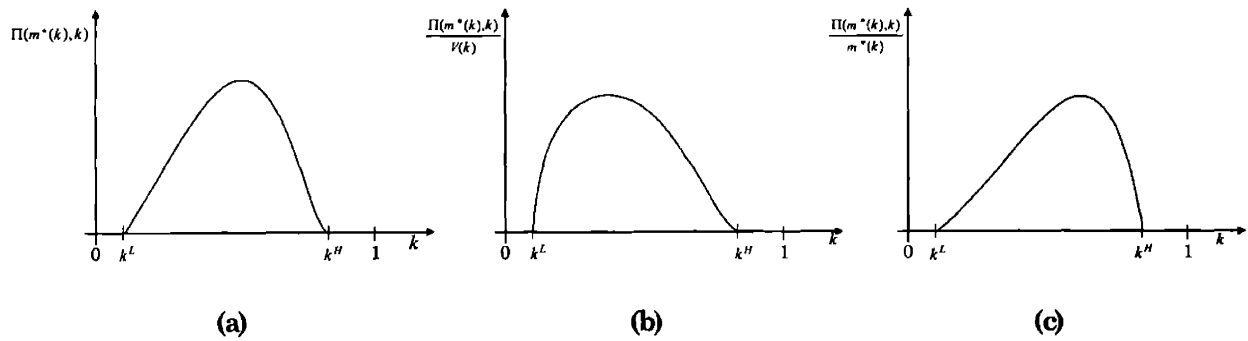 Π(m*(k),k)
0 k^L k^H 1 k
(a)
Π(m*(k),k)
V(k)
0 k^L k^H 1 k
(b)
Π(m*(k),k)
m*(k)
0 k^L k^H 1 k
(c)